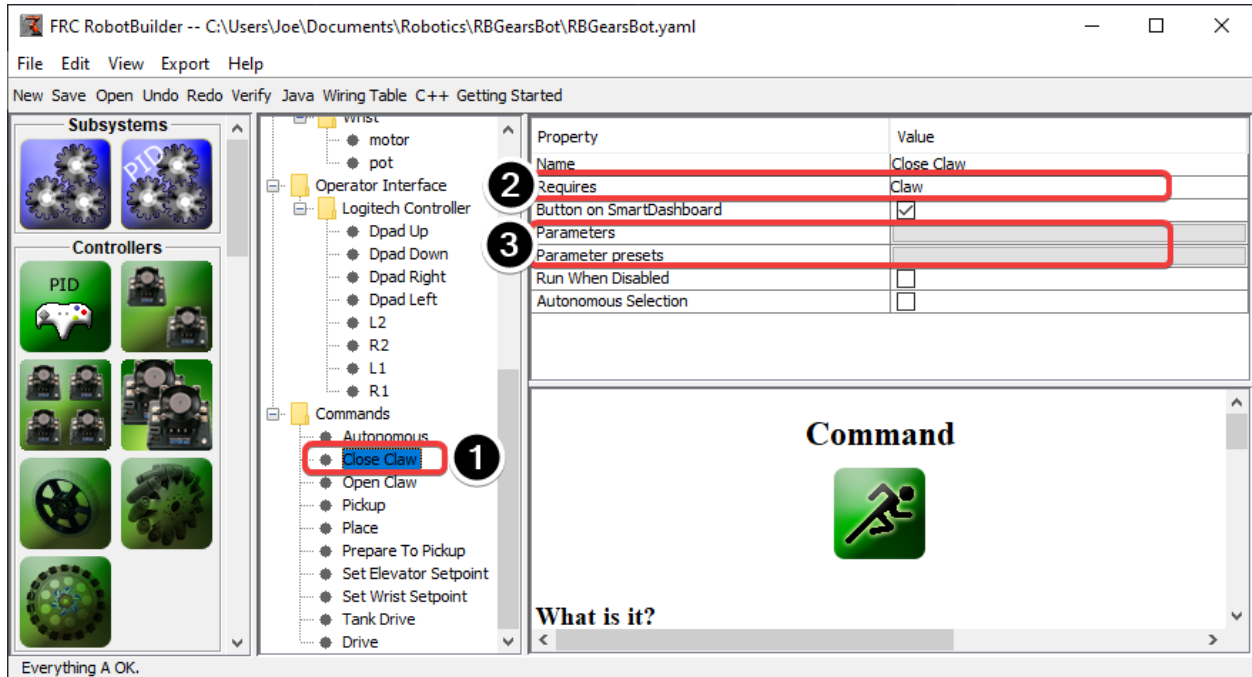 FRC RobotBuilder -- C:\Users\Joe\Documents\Robotics\RBGearsBot\RBGearsBot.yaml
File Edit View Export Help
New Save Open Undo Redo Verify Java Wiring Table C++ Getting Started
Subsystems
PID
Controllers
PID
Wrist
motor
pot
Operator Interface
Logitech Controller
Dpad Up
Dpad Down
Dpad Right
Dpad Left
L2
R2
L1
R1
Commands
Autonomous
Close Claw
1
Open Claw
Pickup
Place
Prepare To Pickup
Set Elevator Setpoint
Set Wrist Setpoint
Tank Drive
Drive
Property Value
Name Close Claw
2
Requires Claw
Button on SmartDashboard
3
Parameters
Parameter presets
Run When Disabled
Autonomous Selection
Command
What is it?
Everything A OK.